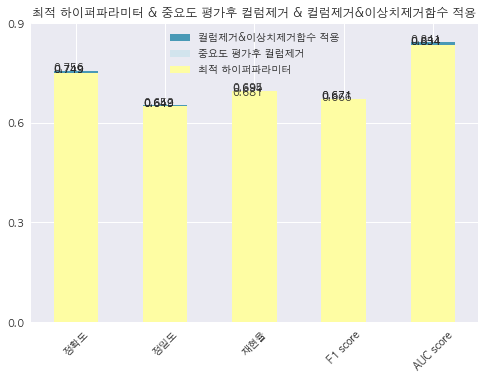 최적 하이퍼파라미터 & 중요도 평가후 컬럼제거 & 컬럼제거&이상치제거함수 적용
0.9
컬럼제거&이상치제거함수 적용
중요도 평가후 컬럼제거
최적 하이퍼파라미터
0.756
0.749
0.649
0.695
0.681
0.671
0.666
0.841
0.834
0.6
0.3
0.0
정확도
정밀도
재현률
F1 score
AUC score